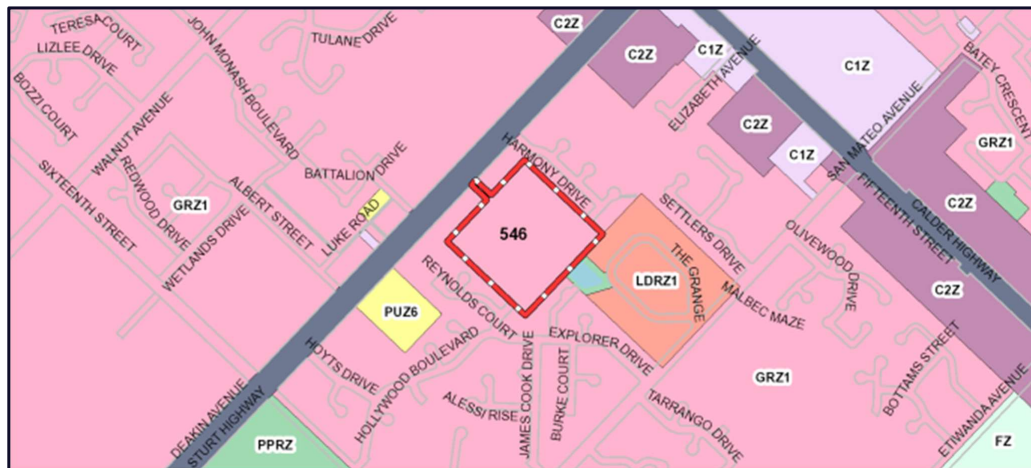 TERESA COURT
LIZLEE DRIVE
BOZZI COURT
JOHN MONASH BOULEVARD
TULANE DRIVE
WALNUT AVENUE
REDWOOD DRIVE
SIXTEENTH STREET
GRZ1
WETLANDS DRIVE
ALBERT STREET
BATTALION DRIVE
LUKE ROAD
C2Z
C2Z
C1Z
ELIZABETH AVENUE
C1Z
BATEY CRESCENT
C2Z
C1Z
SAN MATEO AVENUE
GRZ1
C2Z
FIFTEENTH STREET
CALDER HIGHWAY
C2Z
HARMONY DRIVE
546
SETTLERS DRIVE
THE GRANGE
LDRZ1
OLIVEWOOD DRIVE
MALBEC MAZE
REYNOLDS COURT
PUZ6
HOYTS DRIVE
HOLLYWOOD BOULEVARD
ALESSI RISE
JAMES COOK DRIVE
BURKE COURT
EXPLORER DRIVE
TARRANGO DRIVE
GRZ1
BOTTAMS STREET
ETIWANDA AVENUE
FZ
DEAKIN AVENUE
STURT HIGHWAY
PPRZ